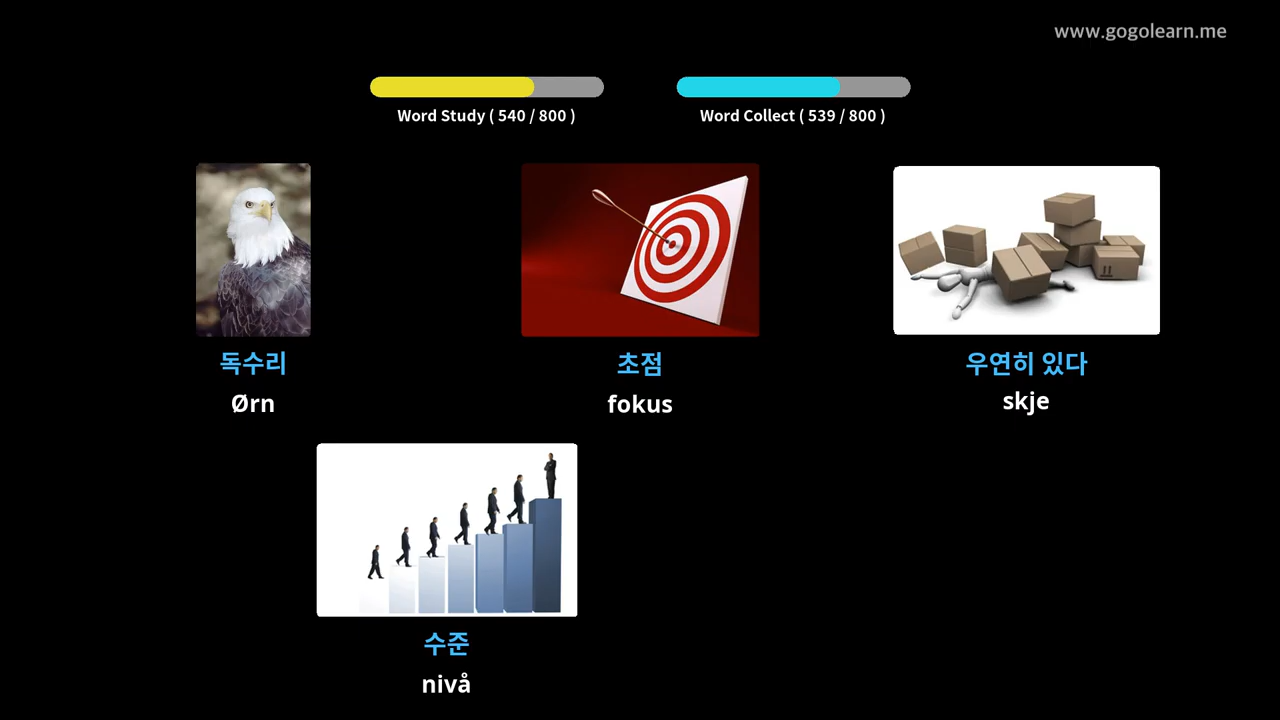 www.gogolearn.me
Word Study ( 540 / 800 )
Word Collect ( 539 / 800 )
독수리
Ørn
초점
fokus
우연히 있다
skje
수준
nivå